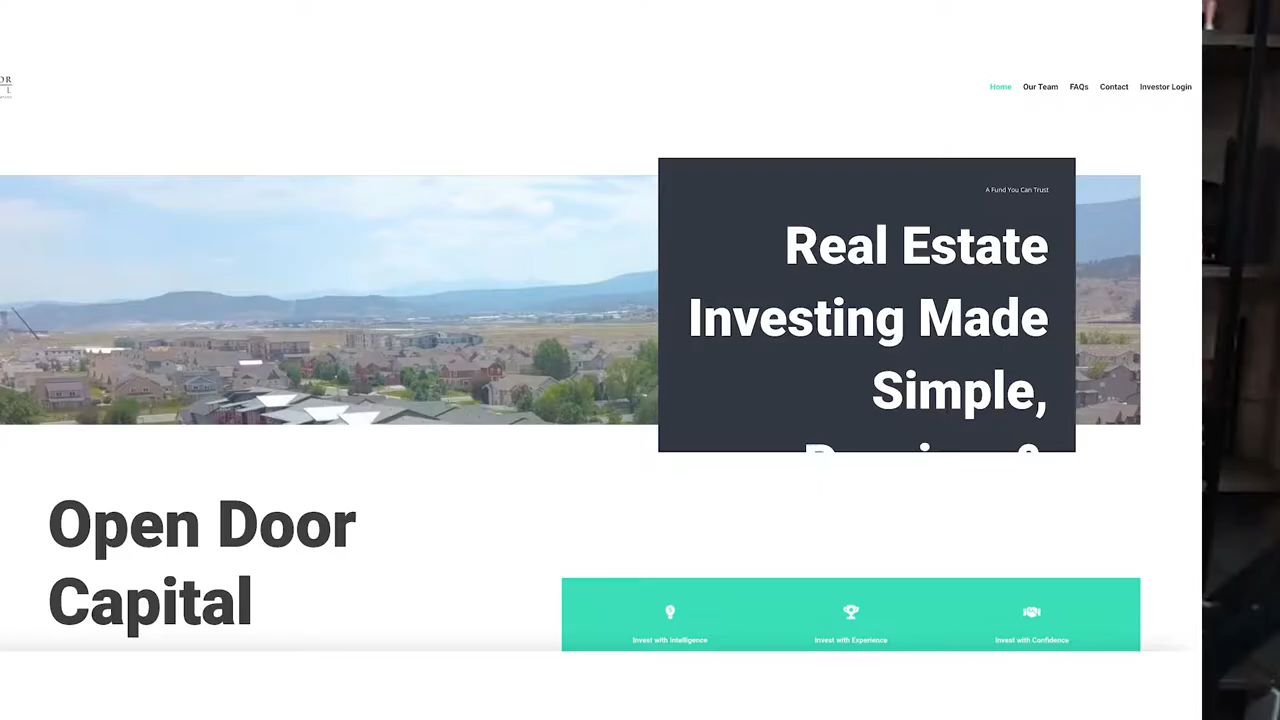 Home Our Team FAQs Contact Investor Login
A Fund You Can Trust
Real Estate
Investing Made
Simple,
Open Door
Capital
Invest with Intelligence Invest with Experience Invest with Confidence